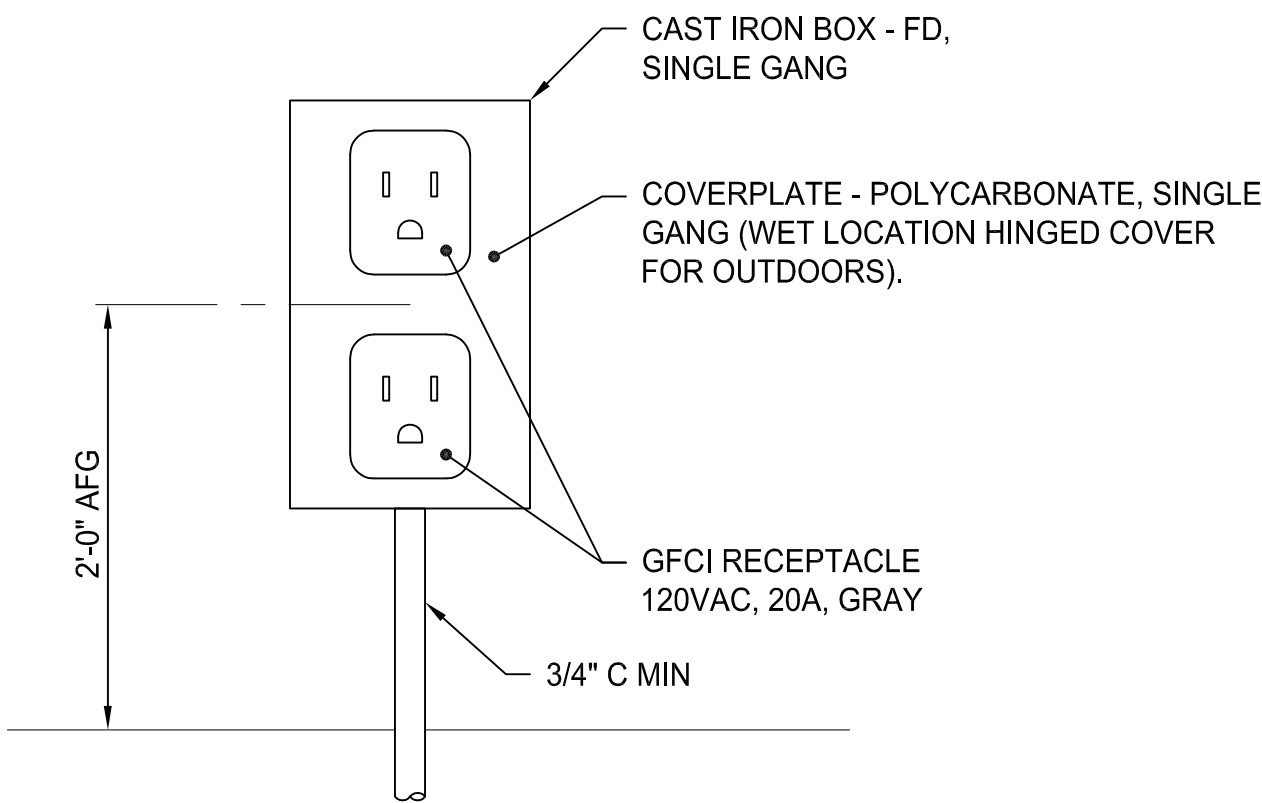 CAST IRON BOX - FD,
SINGLE GANG
COVERPLATE - POLYCARBONATE, SINGLE
GANG (WET LOCATION HINGED COVER
FOR OUTDOORS).
2'-0" AFG
GFCI RECEPTACLE
120VAC, 20A, GRAY
3/4" C MIN